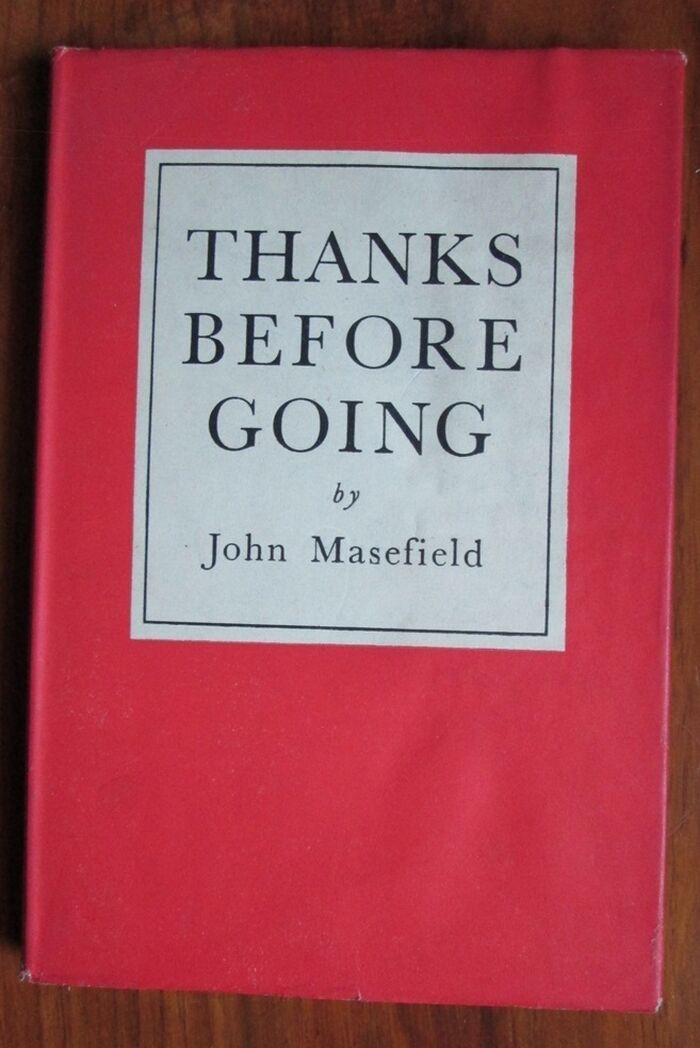 THANKS
BEFORE
GOING
by
John Masefield